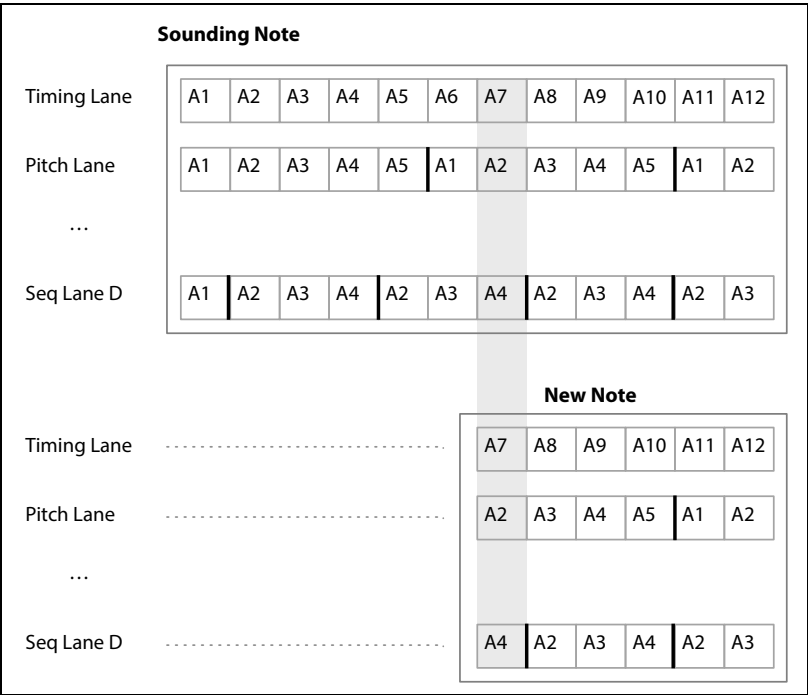 Sounding Note
Timing Lane A1 A2 A3 A4 A5 A6 A7 A8 A9 A10 A11 A12
Pitch Lane A1 A2 A3 A4 A5 A1 A2 A3 A4 A5 A1 A2
...
Seq Lane D A1 A2 A3 A4 A2 A3 A4 A2 A3 A4 A2 A3
New Note
Timing Lane A7 A8 A9 A10 A11 A12
Pitch Lane A2 A3 A4 A5 A1 A2
...
Seq Lane D A4 A2 A3 A4 A2 A3